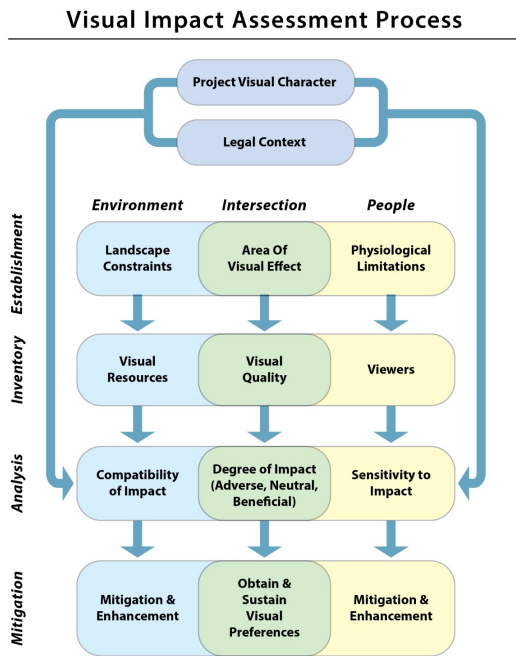 Visual Impact Assessment Process
Project Visual Character
Legal Context
Environment
Intersection
People
Establishment
Landscape
Constraints
Area Of
Visual Effect
Physiological
Limitations
Inventory
Visual
Resources
Visual
Quality
Viewers
Analysis
Compatibility
of Impact
Degree of Impact
(Adverse, Neutral,
Beneficial)
Sensitivity to
Impact
Mitigation
Mitigation &
Enhancement
Obtain &
Sustain
Visual
Preferences
Mitigation &
Enhancement